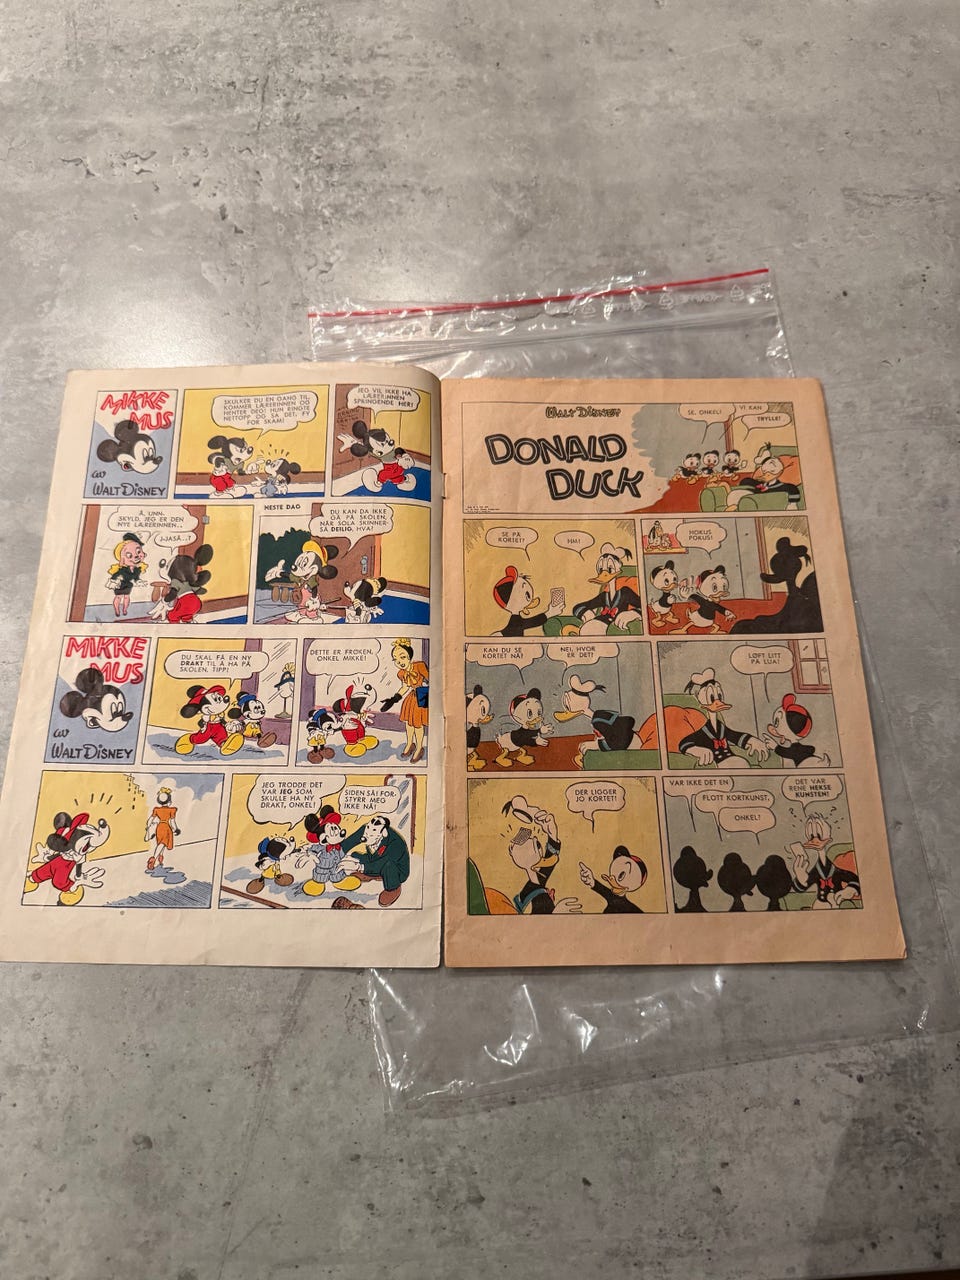 MIKKE
MUS
av
WALT DISNEY
SKULKER DU EN GANG TIL,
KOMMER LÆRERINNEN OG
HENTER DEG! HUN RINGTE
NETTOPP OG SA DET. FY
FOR SKAM!
JEG VIL IKKE HA
LÆRERINNEN
SPRINGENDE HER!
Å, UNN-
SKYLD, JEG ER DEN
NYE LÆRERINNEN..
J-JASÅ..?
NESTE DAG
DU KAN DA IKKE
GÅ PÅ SKOLEN,
NÅR SOLA SKINNER
SÅ DEILIG, HVA?
MIKKE
MUS
av
WALT DISNEY
DU SKAL FÅ EN NY
DRAKT TIL Å HA PÅ
SKOLEN, TIPP!
DETTE ER FRØKEN,
ONKEL MIKKE!
JEG TRODDE DET
VAR JEG SOM
SKULLE HA NY
DRAKT, ONKEL!
SIDEN SÅ! FOR-
STYRR MEG
IKKE NÅ!
WALT DISNEY
DONALD
DUCK
SE, ONKEL!
VI KAN
TRYLLE!
SE PÅ
KORTET!
HM!
HOKUS
POKUS!
KAN DU SE
KORTET NÅ!
NEI, HVOR
ER DET?
LØFT LITT
PÅ LUA!
DER LIGGER
JO KORTET!
VAR IKKE DET EN
FLOTT KORTKUNST,
ONKEL?
DET VAR
RENE HEKSE
KUNSTEN!